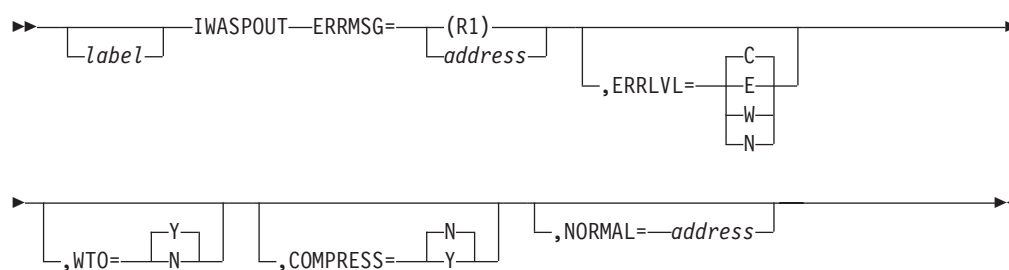 IWASPOUT ERRMSG= (R1)
label address C
,ERRLVL= E
W
N
Y N ,NORMAL= address
,WTO= N ,COMPRESS= Y